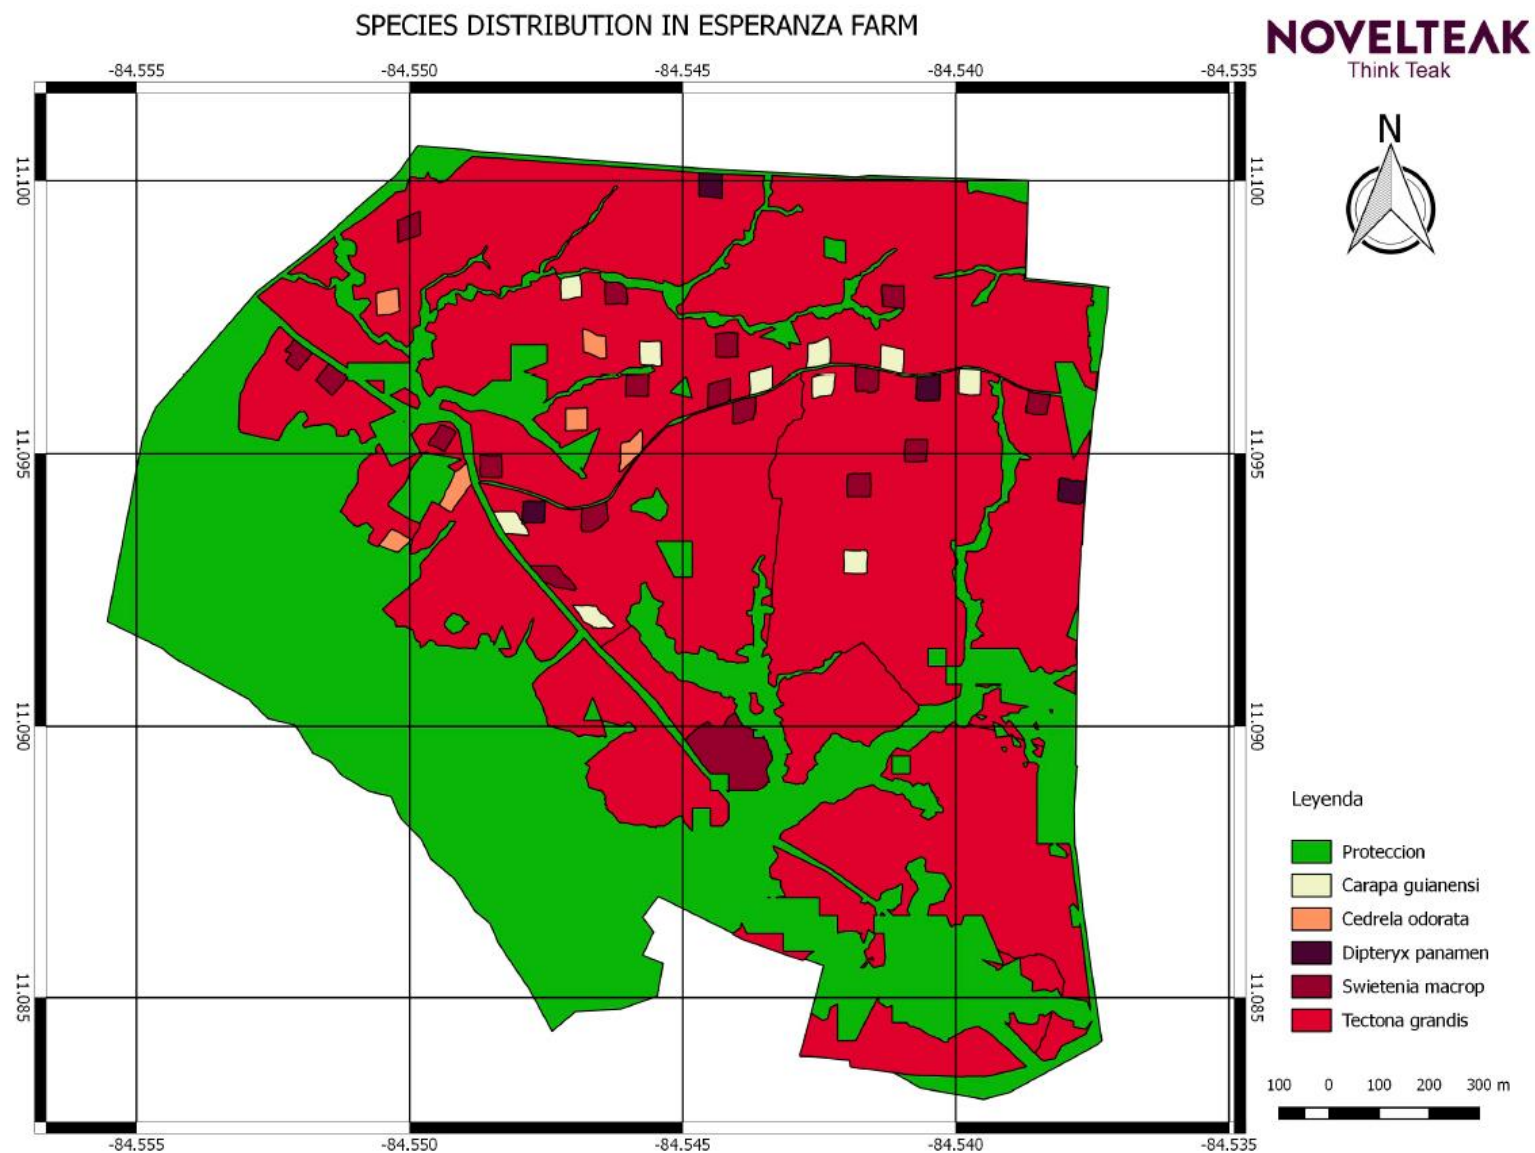 SPECIES DISTRIBUTION IN ESPERANZA FARM
NOVELTEAK
Think Teak
-84.555 -84.550 -84.545 -84.540 -84.535
N
11.100 11.100
11.095 11.095
11.090 11.090
Leyenda
Proteccion
Carapa guianensi
Cedrela odorata
Dipteryx panamen
Swietenia macrop
11.085 11.085
Tectona grandis
100 0 100 200 300 m
-84.555 -84.550 -84.545 -84.540 -84.535